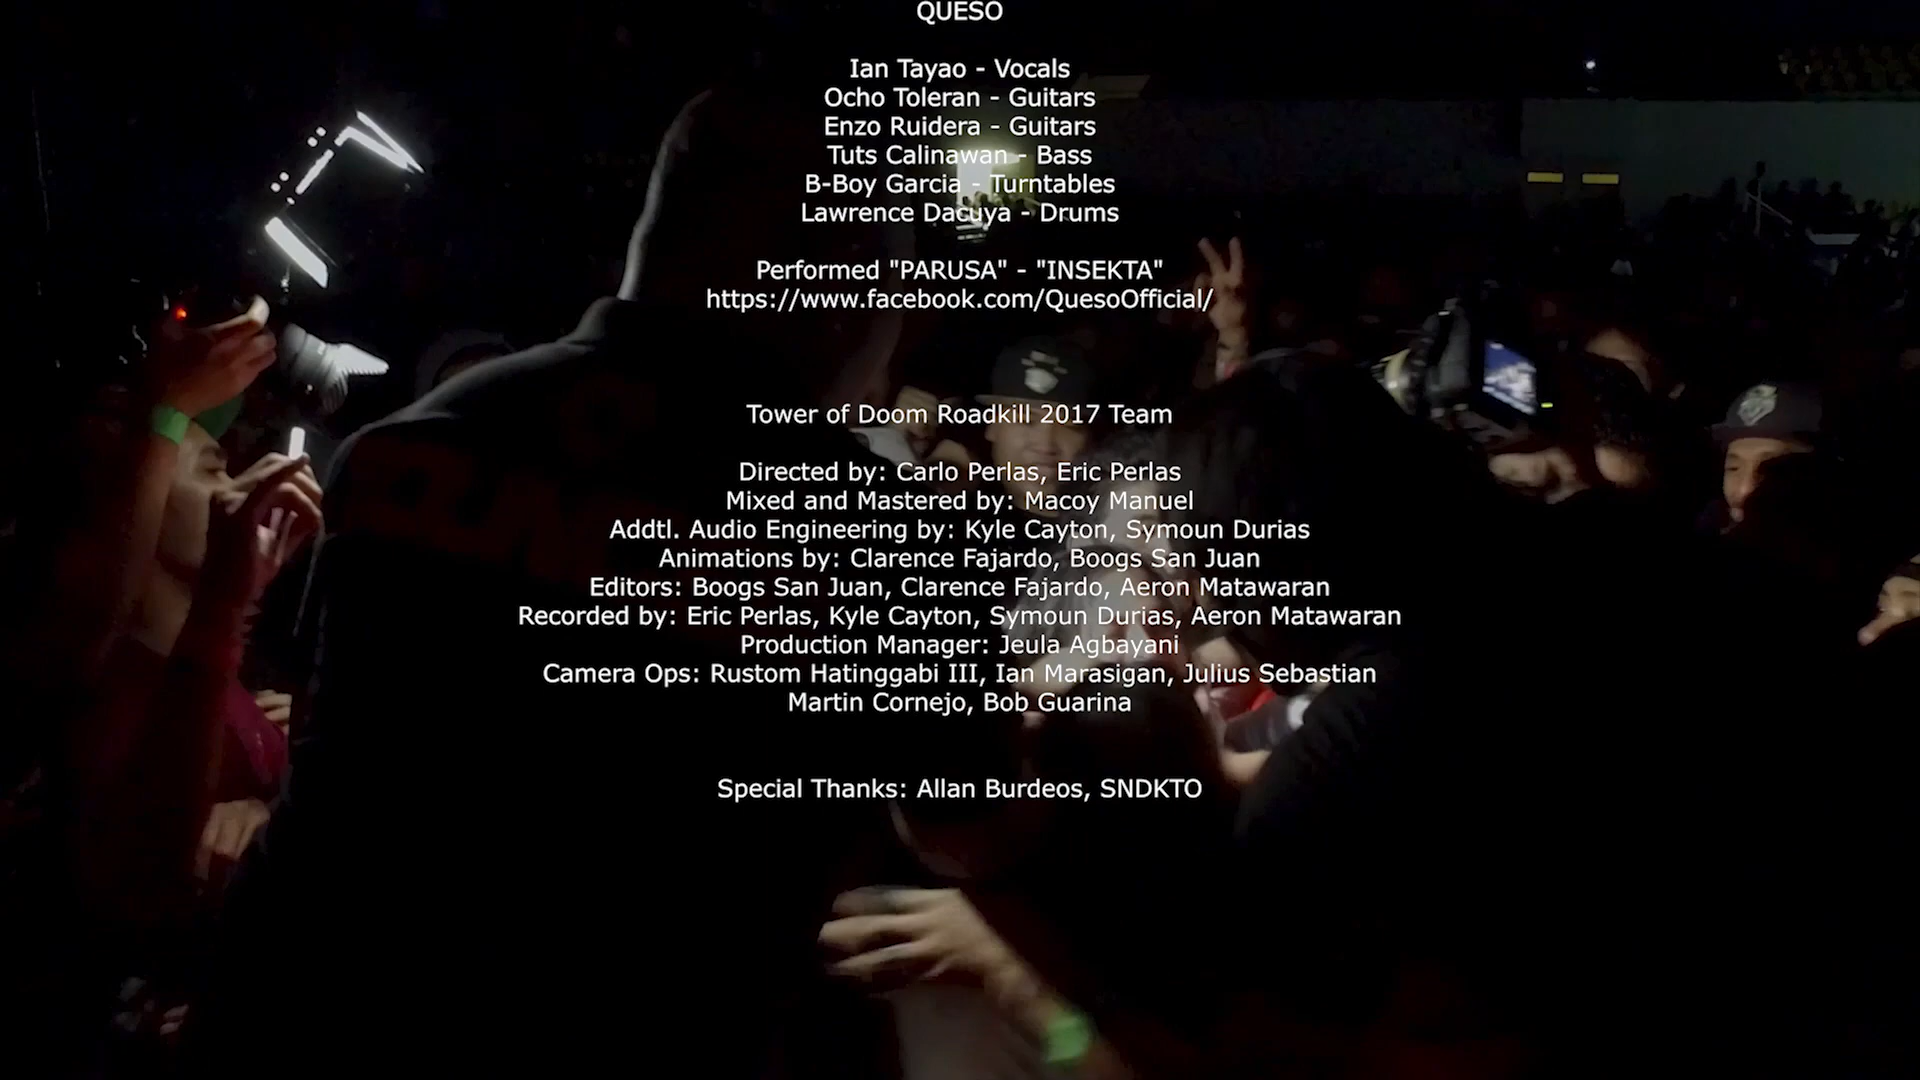 QUESO
Ian Tayao - Vocals
Ocho Toleran - Guitars
Enzo Ruidera - Guitars
Tuts Calinawan - Bass
B-Boy Garcia - Turntables
Lawrence Dacuya - Drums
Performed "PARUSA" - "INSEKTA"
https://www.facebook.com/QuesoOfficial/
Tower of Doom Roadkill 2017 Team
Directed by: Carlo Perlas, Eric Perlas
Mixed and Mastered by: Macoy Manuel
Addtl. Audio Engineering by: Kyle Cayton, Symoun Durias
Animations by: Clarence Fajardo, Boogs San Juan
Editors: Boogs San Juan, Clarence Fajardo, Aeron Matawaran
Recorded by: Eric Perlas, Kyle Cayton, Symoun Durias, Aeron Matawaran
Production Manager: Jeula Agbayani
Camera Ops: Rustom Hatinggabi III, Ian Marasigan, Julius Sebastian
Martin Cornejo, Bob Guarina
Special Thanks: Allan Burdeos, SNDKTO